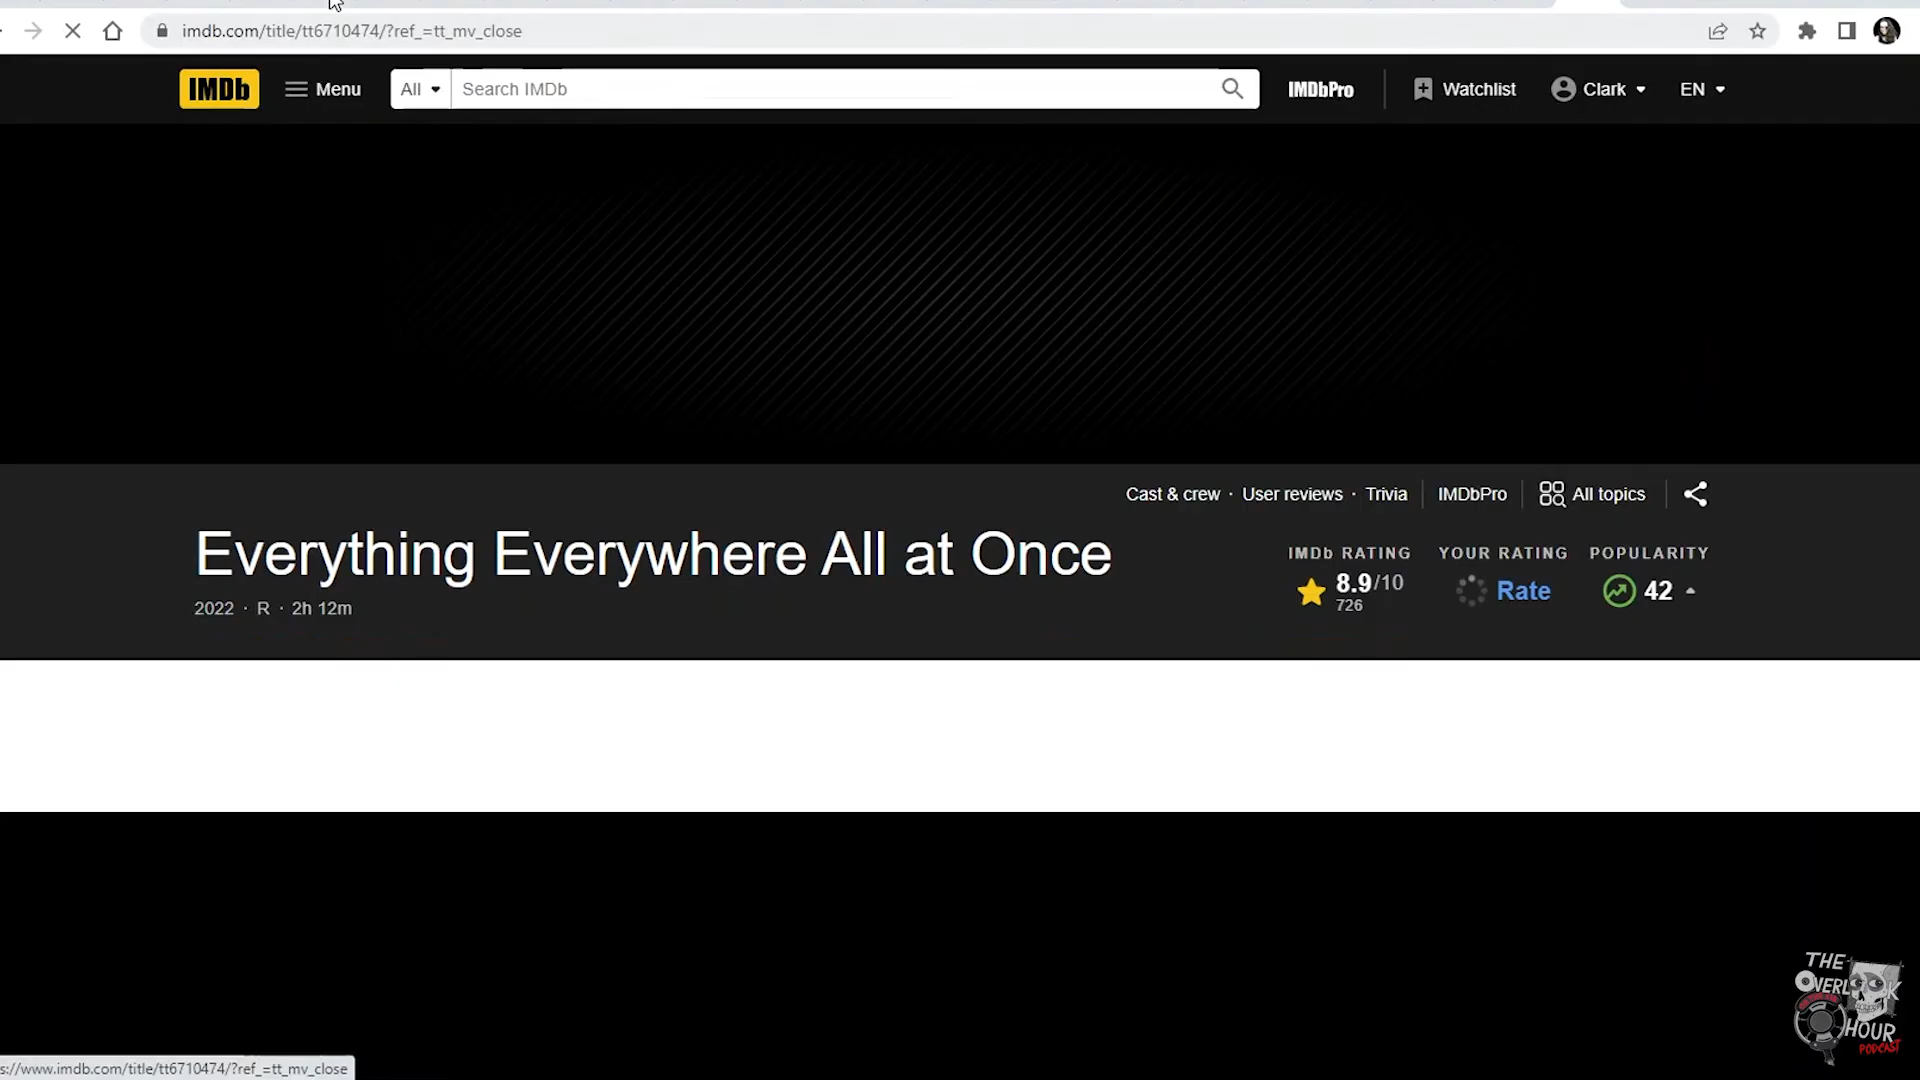 imdb.com/title/tt6710474/?ref_=tt_mv_close
IMDb Menu All Search IMDb IMDbPro Watchlist Clark EN
Cast & crew · User reviews · Trivia IMDbPro All topics
Everything Everywhere All at Once
2022 · R · 2h 12m
IMDb RATING YOUR RATING POPULARITY
8.9/10 Rate 42
726
THE
OVERLOOK
HOUR
PODCAST
s://www.imdb.com/title/tt6710474/?ref_=tt_mv_close